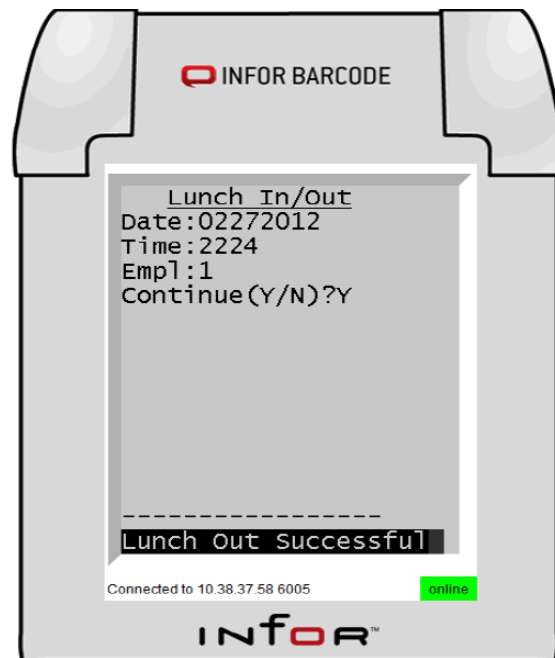 INFOR BARCODE
Lunch In/Out
Date:02272012
Time:2224
Empl:1
Continue(Y/N)?Y
-----------------
Lunch Out Successful
Connected to 10.38.37.58 6005 online
infor™